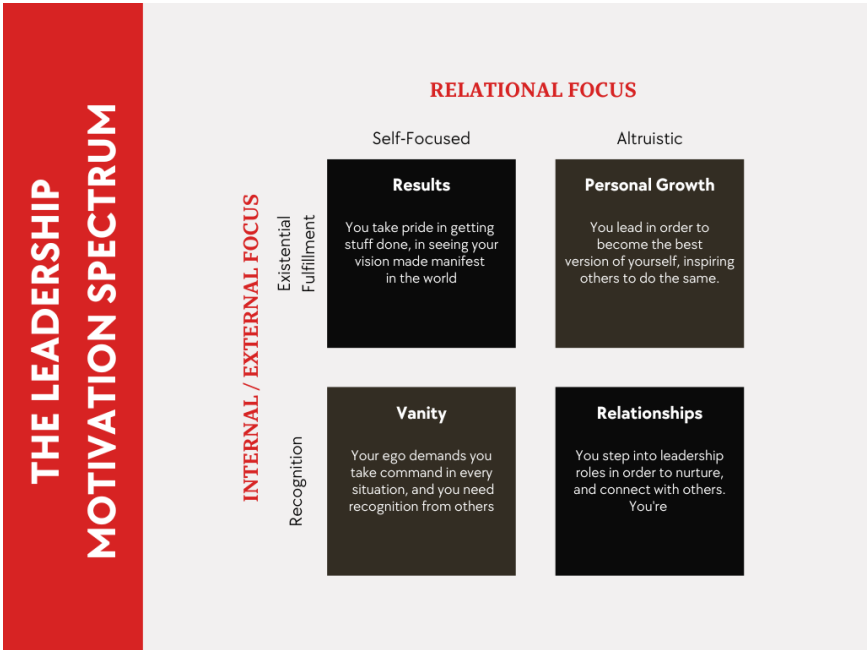 THE LEADERSHIP
MOTIVATION SPECTRUM
RELATIONAL FOCUS
Self-Focused
Altruistic
INTERNAL / EXTERNAL FOCUS
Existential
Fulfillment
Results
You take pride in getting
stuff done, in seeing your
vision made manifest
in the world
Personal Growth
You lead in order to
become the best
version of yourself, inspiring
others to do the same.
Recognition
Vanity
Your ego demands you
take command in every
situation, and you need
recognition from others
Relationships
You step into leadership
roles in order to nurture,
and connect with others.
You're